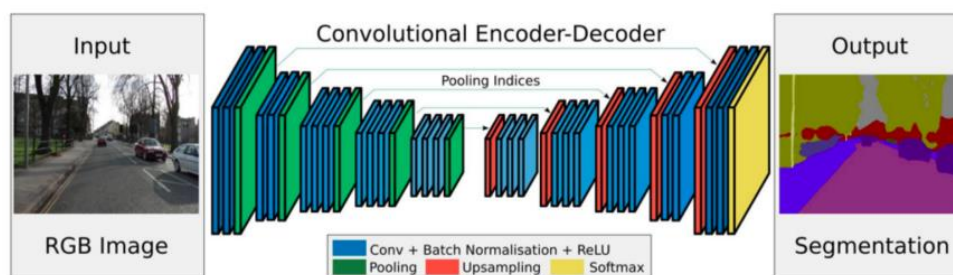 Input
RGB Image
Convolutional Encoder-Decoder
Pooling Indices
Conv + Batch Normalisation + ReLU
Pooling Upsampling Softmax
Output
Segmentation